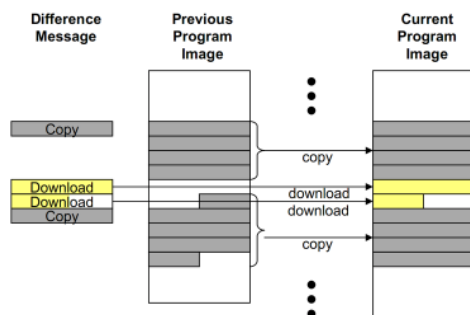 Difference
Message
Previous
Program
Image
Current
Program
Image
Copy
copy
Download
download
Download
download
Copy
copy